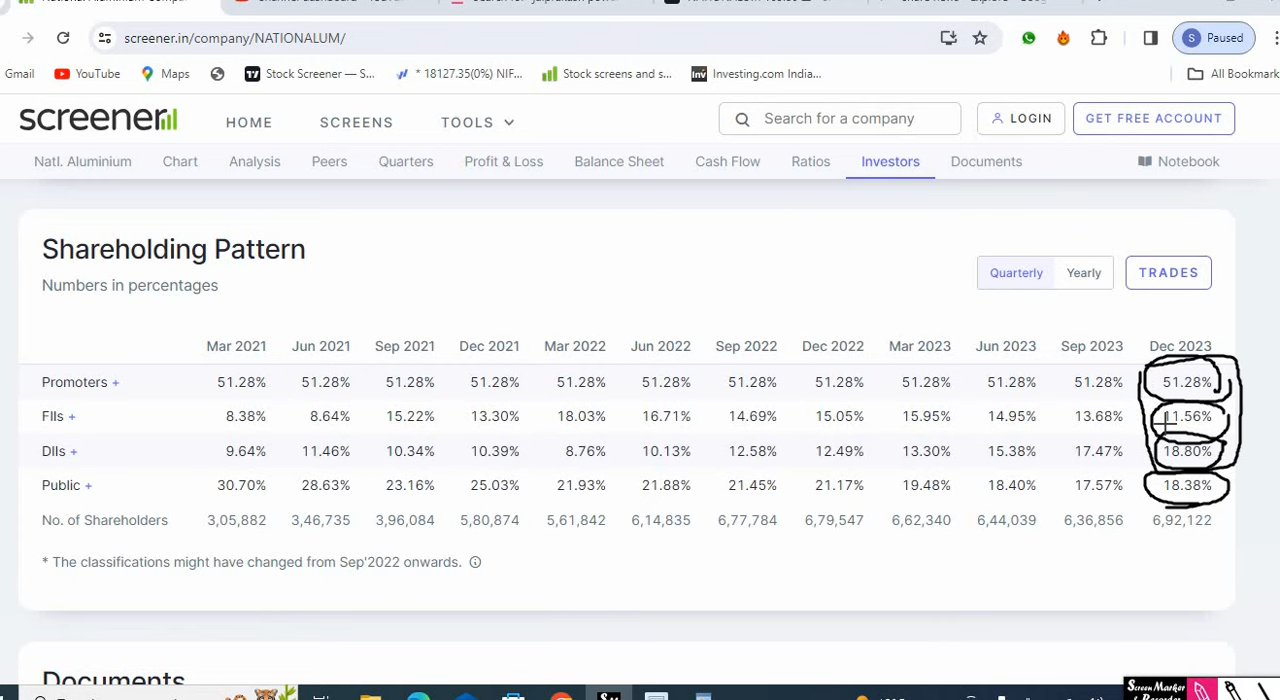 screener.in/company/NATIONALUM/
S Paused
Gmail YouTube Maps Stock Screener — S... * 18127.35(0%) NIF... Stock screens and s... Inv Investing.com India... All Bookmark
screener HOME SCREENS TOOLS Search for a company LOGIN GET FREE ACCOUNT
Natl. Aluminium Chart Analysis Peers Quarters Profit & Loss Balance Sheet Cash Flow Ratios Investors Documents Notebook
Shareholding Pattern
Numbers in percentages
Quarterly Yearly TRADES
Mar 2021 Jun 2021 Sep 2021 Dec 2021 Mar 2022 Jun 2022 Sep 2022 Dec 2022 Mar 2023 Jun 2023 Sep 2023 Dec 2023
Promoters + 51.28% 51.28% 51.28% 51.28% 51.28% 51.28% 51.28% 51.28% 51.28% 51.28% 51.28% 51.28%
FIIs + 8.38% 8.64% 15.22% 13.30% 18.03% 16.71% 14.69% 15.05% 15.95% 14.95% 13.68% 11.56%
DIIs + 9.64% 11.46% 10.34% 10.39% 8.76% 10.13% 12.58% 12.49% 13.30% 15.38% 17.47% 18.80%
Public + 30.70% 28.63% 23.16% 25.03% 21.93% 21.88% 21.45% 21.17% 19.48% 18.40% 17.57% 18.38%
No. of Shareholders 3,05,882 3,46,735 3,96,084 5,80,874 5,61,842 6,14,835 6,77,784 6,79,547 6,62,340 6,44,039 6,36,856 6,92,122
* The classifications might have changed from Sep'2022 onwards.
Documents
Screen Marker